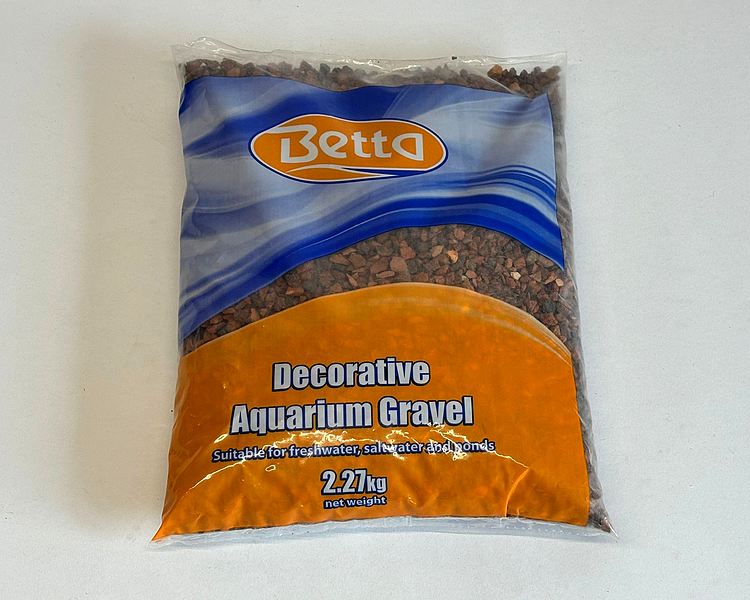 Betta
Decorative
Aquarium Gravel
Suitable for freshwater, saltwater and ponds
2.27kg
net weight